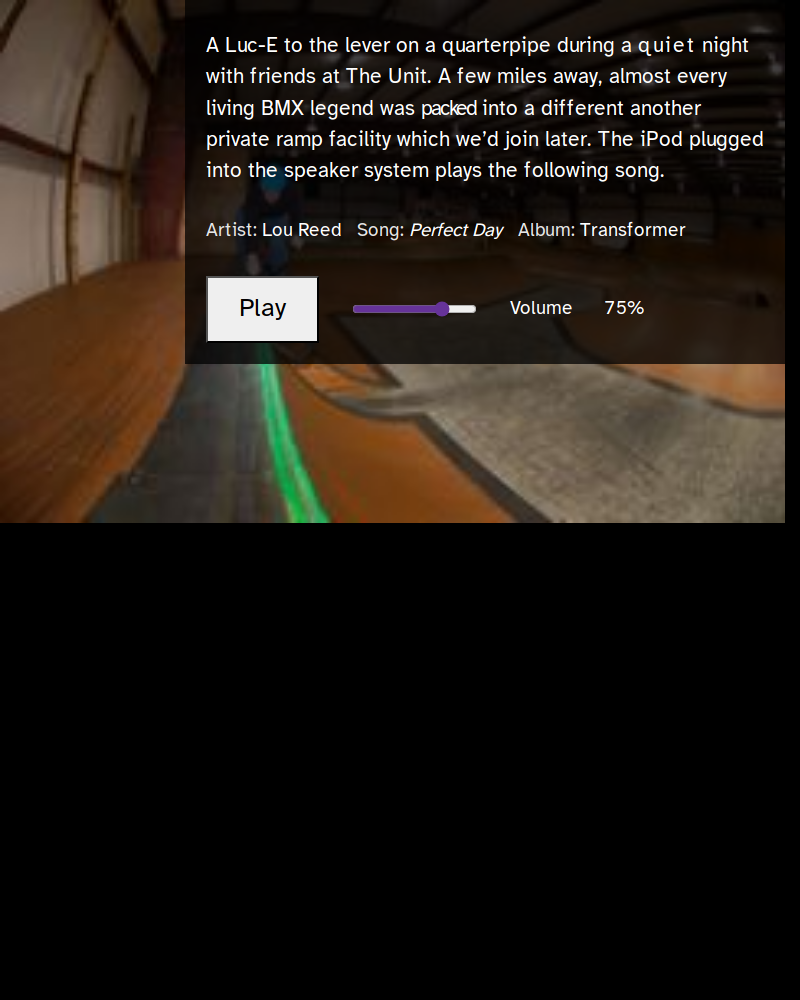 A Luc-E to the lever on a quarterpipe during a quiet night
with friends at The Unit. A few miles away, almost every
living BMX legend was packed into a different another
private ramp facility which we’d join later. The iPod plugged
into the speaker system plays the following song.
Artist: Lou Reed Song: Perfect Day Album: Transformer
Play Volume 75%